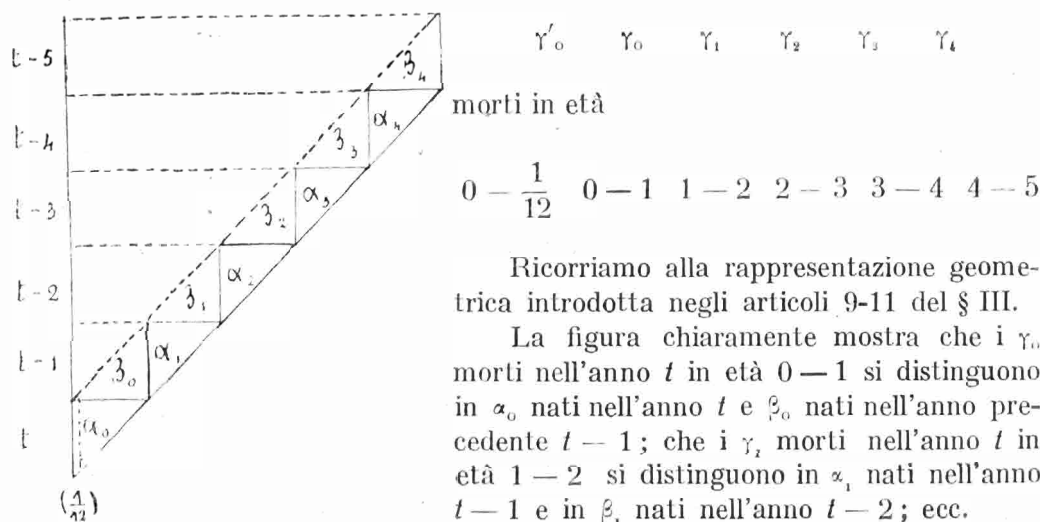 t-5
t-4
t-3
t-2
t-1
t
(1/12)
β₄
α₄
β₃
α₃
β₂
α₂
β₁
α₁
β₀
α₀
γ'₀ γ₀ γ₁ γ₂ γ₃ γ₄
morti in età
0 — 1/12 0 — 1 1 — 2 2 — 3 3 — 4 4 — 5
Ricorriamo alla rappresentazione geome-
trica introdotta negli articoli 9-11 del § III.
La figura chiaramente mostra che i γ₀
morti nell'anno t in età 0 — 1 si distinguono
in α₀ nati nell'anno t e β₀ nati nell'anno pre-
cedente t — 1; che i γ₁ morti nell'anno t in
età 1 — 2 si distinguono in α₁ nati nell'anno
t — 1 e in β₁ nati nell'anno t — 2; ecc.